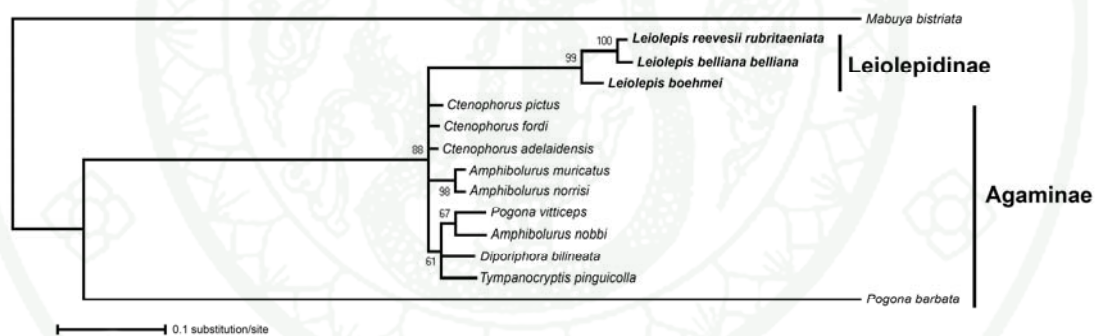 Mabuya bistriata
100
Leiolepis reevesii rubritaeniata
99
Leiolepis belliana belliana
Leiolepidinae
Leiolepis boehmei
Ctenophorus pictus
Ctenophorus fordi
88
Ctenophorus adelaidensis
Amphibolurus muricatus
98
Amphibolurus norrisi
Agaminae
67
Pogona vitticeps
Amphibolurus nobbi
61
Diporiphora bilineata
Tympanocryptis pinguicolla
Pogona barbata
0.1 substitution/site